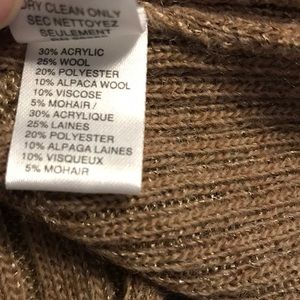 DRY CLEAN ONLY
SEC NETTOYEZ
SEULEMENT
30% ACRYLIC
25% WOOL
20% POLYESTER
10% ALPACA WOOL
10% VISCOSE
5% MOHAIR /
30% ACRYLIQUE
25% LAINES
20% POLYESTER
10% ALPAGA LAINES
10% VISQUEUX
5% MOHAIR